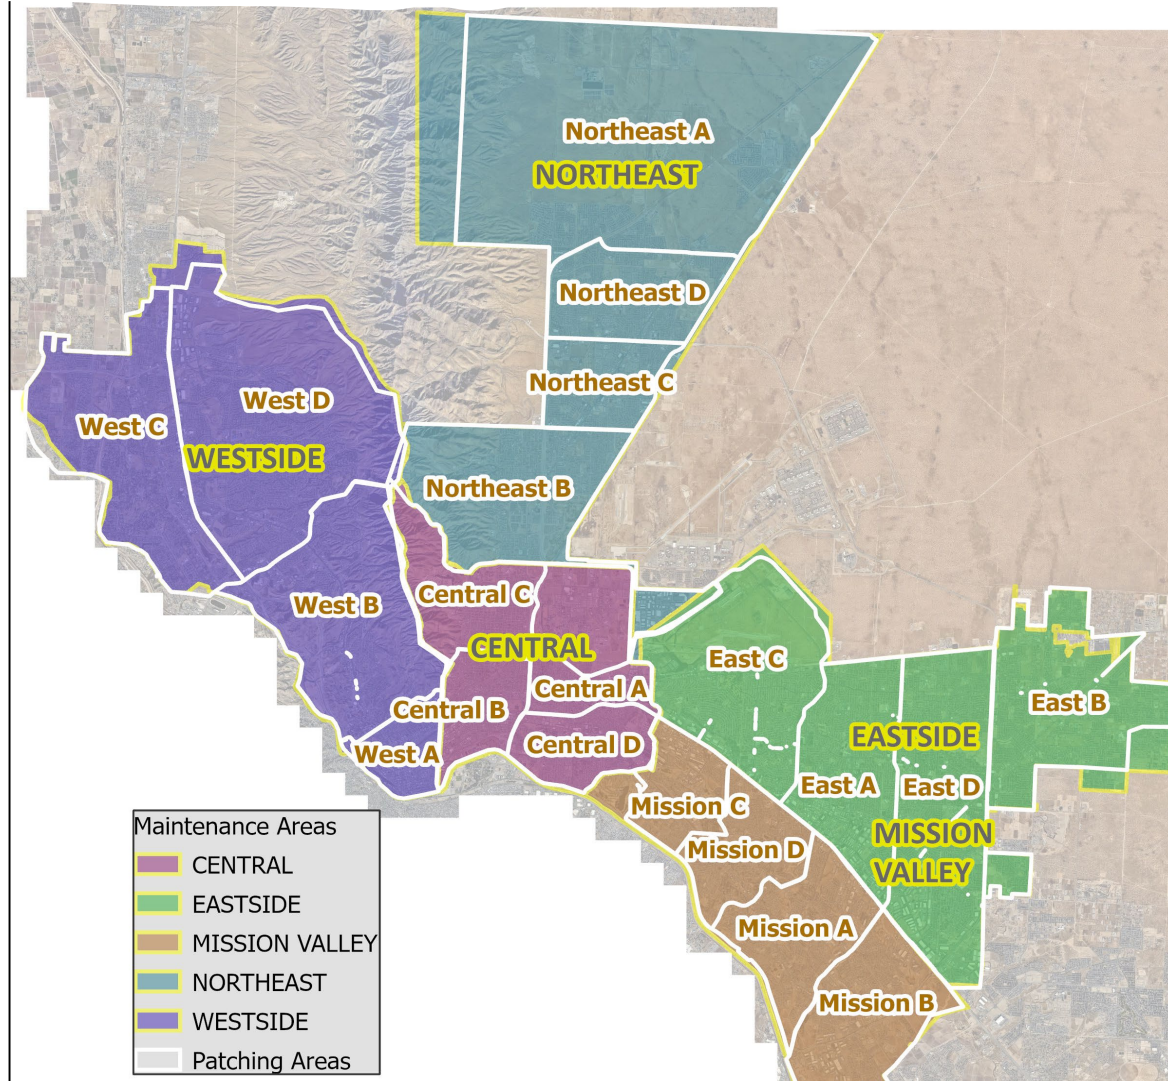 Northeast A
NORTHEAST
Northeast D
Northeast C
West D
West C
WESTSIDE
Northeast B
Central C
West B
CENTRAL
East C
Central A
East B
Central B
EASTSIDE
Central D
West A
East A
East D
Mission C
MISSION
VALLEY
Mission D
Mission A
Mission B
Maintenance Areas
CENTRAL
EASTSIDE
MISSION VALLEY
NORTHEAST
WESTSIDE
Patching Areas